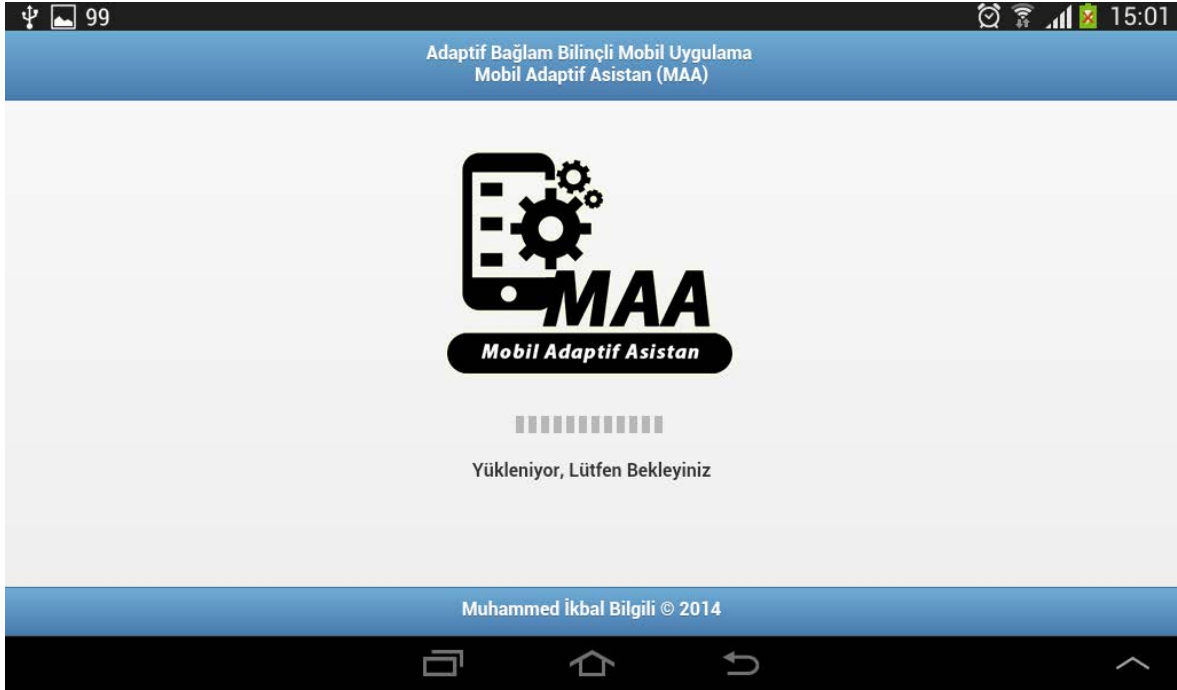 99
15:01
Adaptif Bağlam Bilinçli Mobil Uygulama
Mobil Adaptif Asistan (MAA)
MAA
Mobil Adaptif Asistan
Yükleniyor, Lütfen Bekleyiniz
Muhammed İkbal Bilgili © 2014